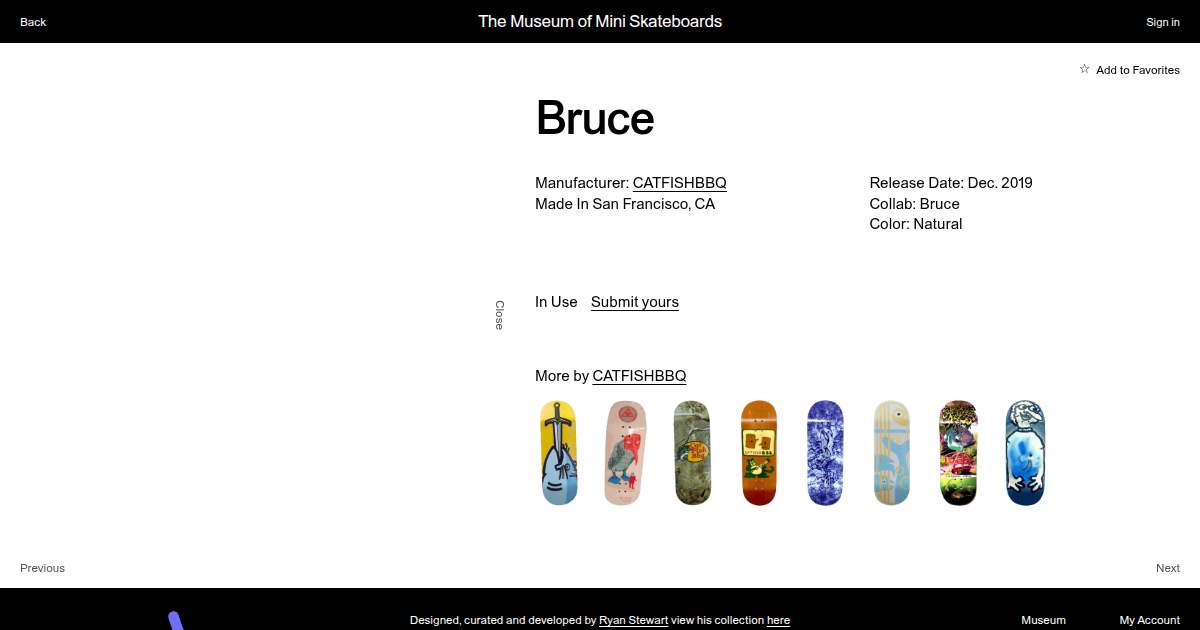 Back
The Museum of Mini Skateboards
Sign in
☆ Add to Favorites
Bruce
Manufacturer: CATFISHBBQ
Made In San Francisco, CA
Release Date: Dec. 2019
Collab: Bruce
Color: Natural
Close
In Use Submit yours
More by CATFISHBBQ
Previous
Next
Designed, curated and developed by Ryan Stewart view his collection here
Museum
My Account